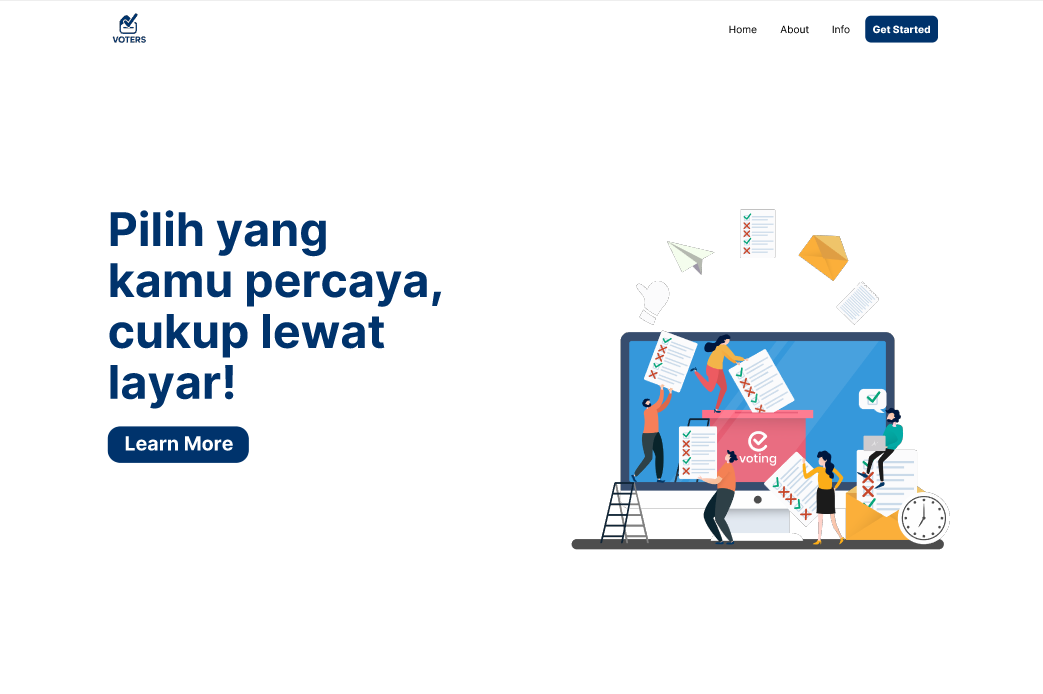 VOTERS
Home About Info Get Started
Pilih yang
kamu percaya,
cukup lewat
layar!
Learn More
voting